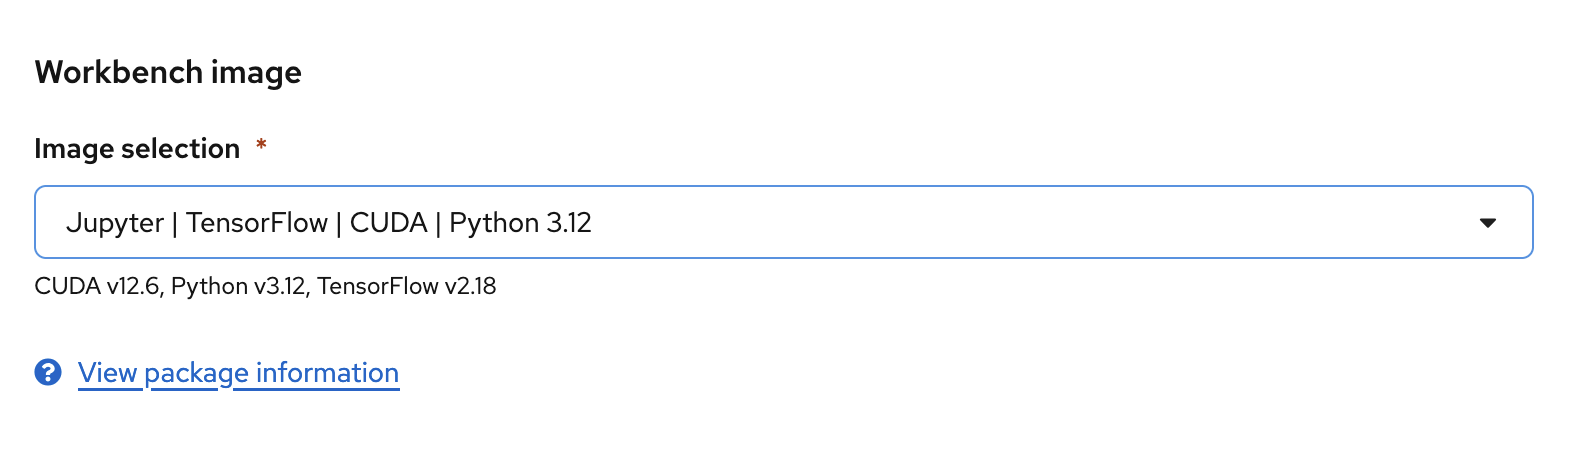 Workbench image
Image selection *
Jupyter | TensorFlow | CUDA | Python 3.12
CUDA v12.6, Python v3.12, TensorFlow v2.18
? View package information